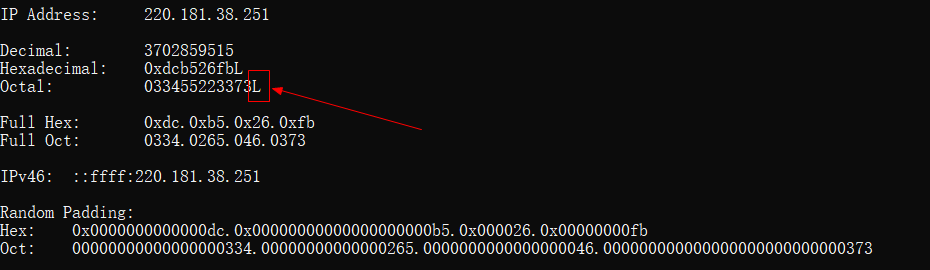 IP Address:     220.181.38.251
Decimal:        3702859515
Hexadecimal:    0xdcb526fbL
Octal:          033455223373L
Full Hex:       0xdc.0xb5.0x26.0xfb
Full Oct:       0334.0265.046.0373
IPv46:  ::ffff:220.181.38.251
Random Padding:
Hex:    0x0000000000000dc.0x00000000000000000000b5.0x000026.0x00000000fb
Oct:    00000000000000000334.00000000000000265.0000000000000000046.0000000000000000000000000373